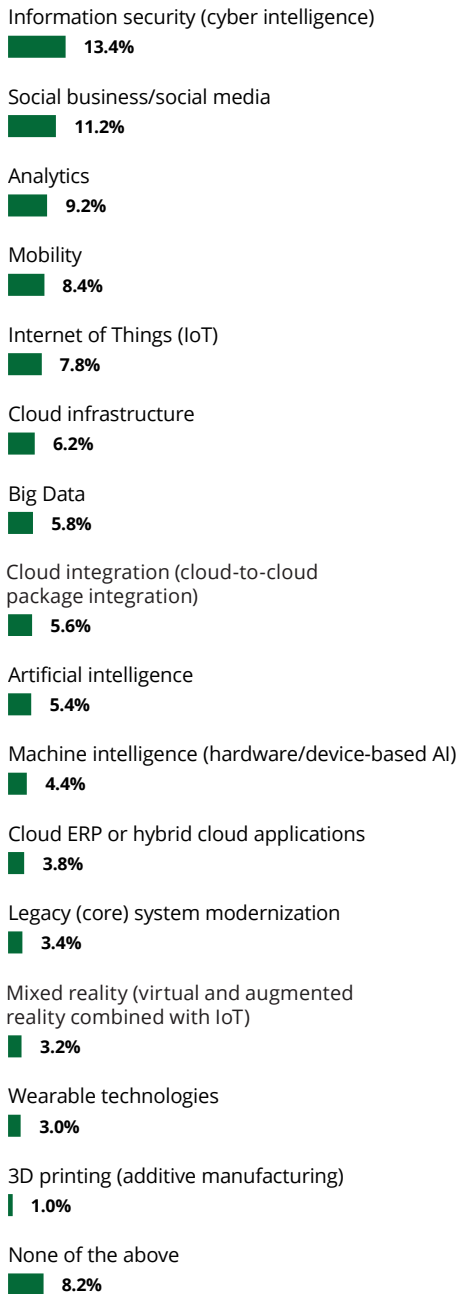 Information security (cyber intelligence)
13.4%
Social business/social media
11.2%
Analytics
9.2%
Mobility
8.4%
Internet of Things (IoT)
7.8%
Cloud infrastructure
6.2%
Big Data
5.8%
Cloud integration (cloud-to-cloud
package integration)
5.6%
Artificial intelligence
5.4%
Machine intelligence (hardware/device-based AI)
4.4%
Cloud ERP or hybrid cloud applications
3.8%
Legacy (core) system modernization
3.4%
Mixed reality (virtual and augmented
reality combined with IoT)
3.2%
Wearable technologies
3.0%
3D printing (additive manufacturing)
1.0%
None of the above
8.2%